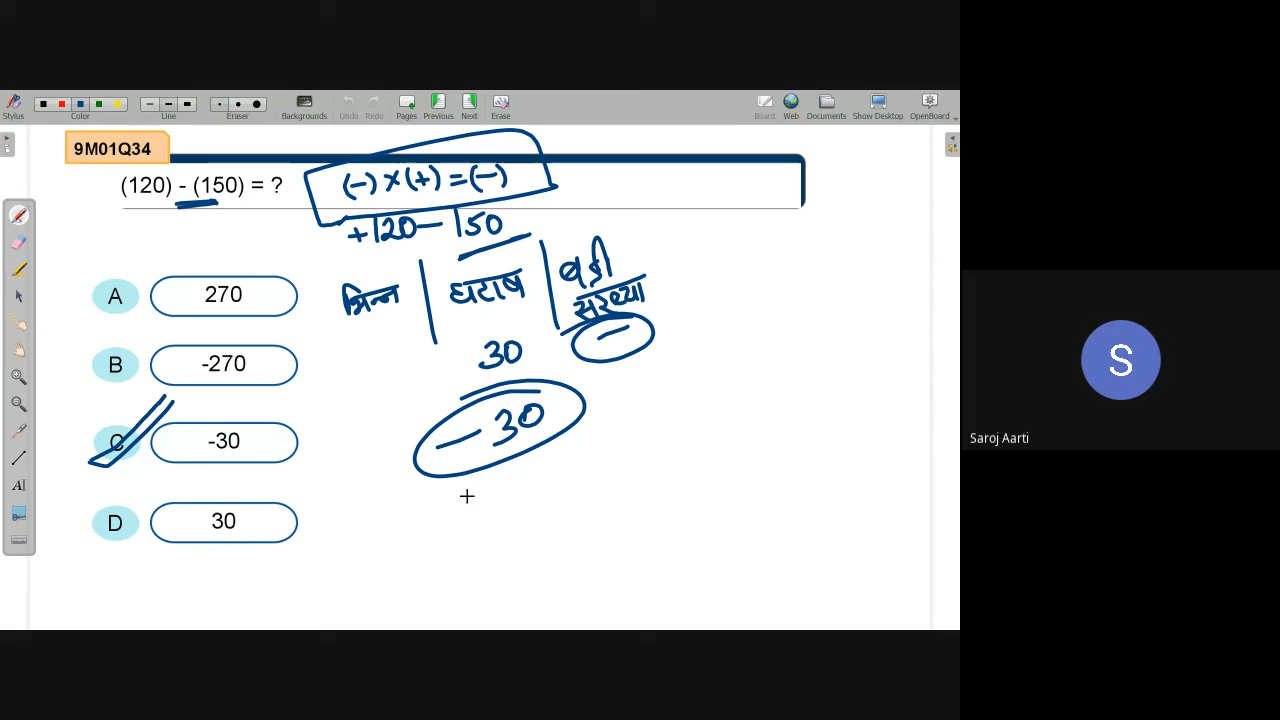 Stylus
Color
Line
Eraser
Backgrounds
Undo
Redo
Pages
Previous
Next
Erase
Board
Web
Documents
Show Desktop
OpenBoard
9M01Q34
(120) - (150) = ?
(-) × (+) = (-)
+120 - 150
भिन्न | घटाव | बड़ी
संख्या
30
-
- 30
A 270
B -270
C -30
D 30
S
Saroj Aarti